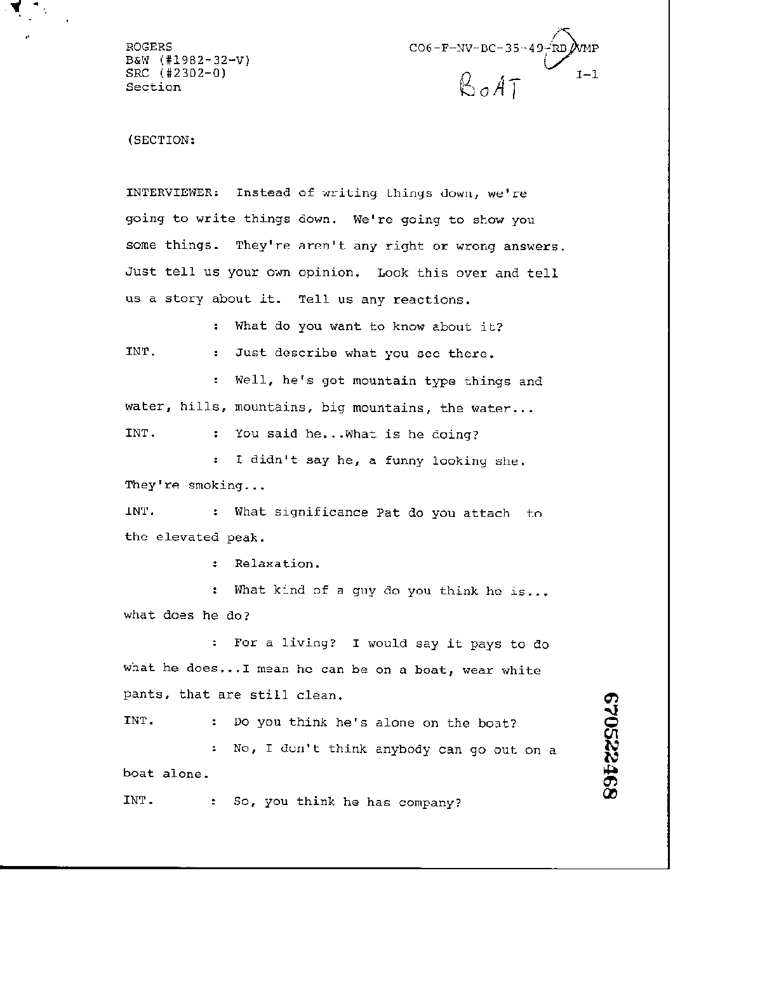 ROGERS
B&W (#1982-32-V)
SRC (#2302-0)
Section
CO6-F-NV-BC-35-49-RD/VMP
I-1
BOAT
(SECTION:
INTERVIEWER: Instead of writing things down, we're
going to write things down. We're going to show you
some things. They're aren't any right or wrong answers.
Just tell us your own opinion. Look this over and tell
us a story about it. Tell us any reactions.
: What do you want to know about it?
INT. : Just describe what you see there.
: Well, he's got mountain type things and
water, hills, mountains, big mountains, the water...
INT. : You said he...What is he doing?
: I didn't say he, a funny looking she.
They're smoking...
INT. : What significance Pat do you attach to
the elevated peak.
: Relaxation.
: What kind of a guy do you think he is...
what does he do?
: For a living? I would say it pays to do
what he does...I mean he can be on a boat, wear white
pants, that are still clean.
INT. : Do you think he's alone on the boat?
: No, I don't think anybody can go out on a
boat alone.
INT. : So, you think he has company?
670522468